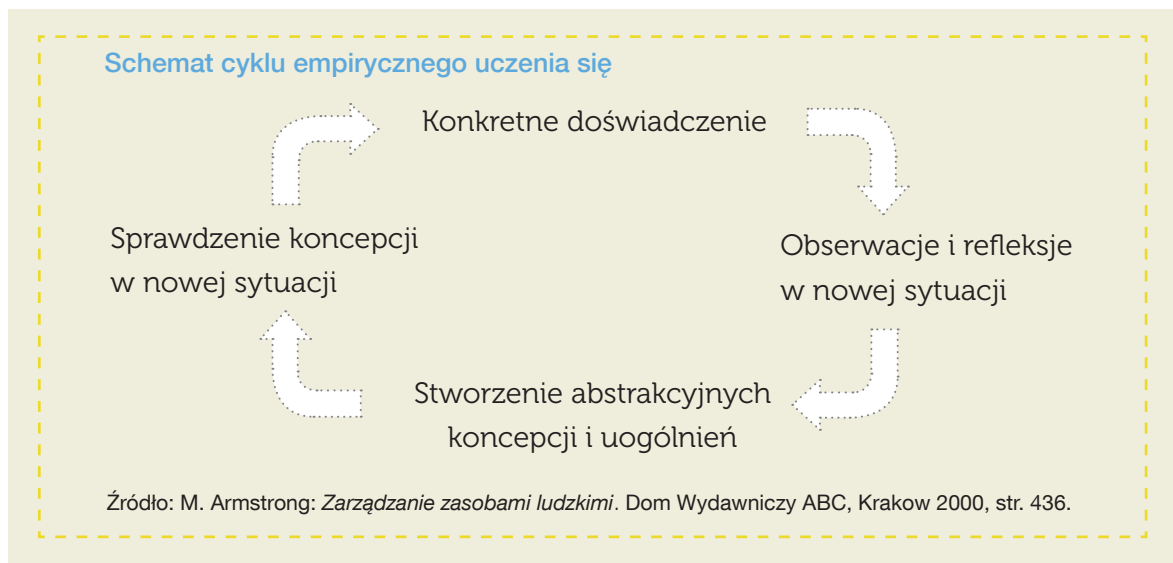 Schemat cyklu empirycznego uczenia się
Konkretne doświadczenie
Sprawdzenie koncepcji
w nowej sytuacji
Obserwacje i refleksje
w nowej sytuacji
Stworzenie abstrakcyjnych
koncepcji i uogólnień
Źródło: M. Armstrong: Zarządzanie zasobami ludzkimi. Dom Wydawniczy ABC, Krakow 2000, str. 436.